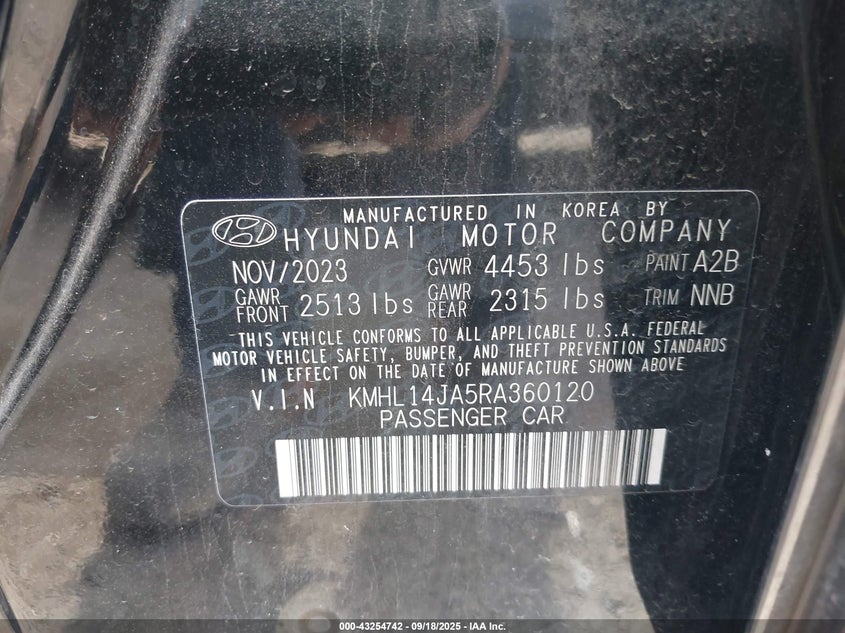 MANUFACTURED IN KOREA BY
HYUNDAI MOTOR COMPANY
NOV/2023 GVWR 4453 lbs PAINT A2B
GAWR FRONT 2513 lbs GAWR REAR 2315 lbs TRIM NNB
THIS VEHICLE CONFORMS TO ALL APPLICABLE U.S.A. FEDERAL
MOTOR VEHICLE SAFETY, BUMPER, AND THEFT PREVENTION STANDARDS
IN EFFECT ON THE DATE OF MANUFACTURE SHOWN ABOVE
V.I.N KMHL14JA5RA360120
PASSENGER CAR
000-43254742 - 09/18/2025 - IAA Inc.